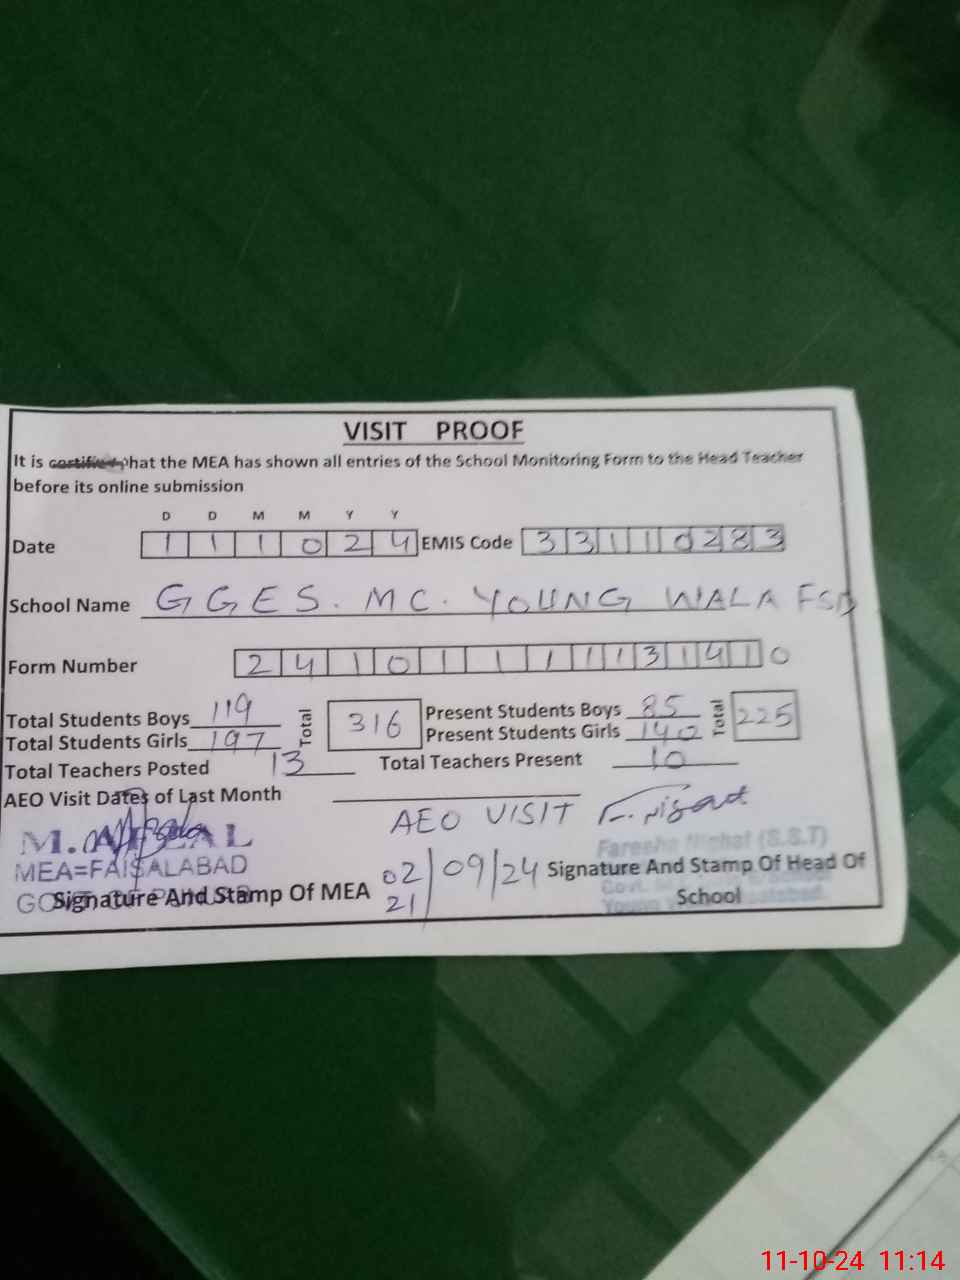 VISIT PROOF
It is certified that the MEA has shown all entries of the School Monitoring Form to the Head Teacher
before its online submission
D D M M Y Y
Date 1 1 1 0 2 4 EMIS Code 3 3 1 1 0 2 8 3
School Name GGES. MC. YOUNG WALA FSD
Form Number 2 4 1 0 1 1 1 1 1 3 1 4 1 0
Total Students Boys 119 Total 316 Present Students Boys 85 Total 225
Total Students Girls 197 Present Students Girls 140
Total Teachers Posted 13 Total Teachers Present 10
AEO Visit Dates of Last Month
AEO VISIT
M. AFZAL
MEA=FAISALABAD
02/09/24
21
Fareeha Nighat (S.S.T)
Signature And Stamp Of MEA
Signature And Stamp Of Head Of
School
11-10-24 11:14